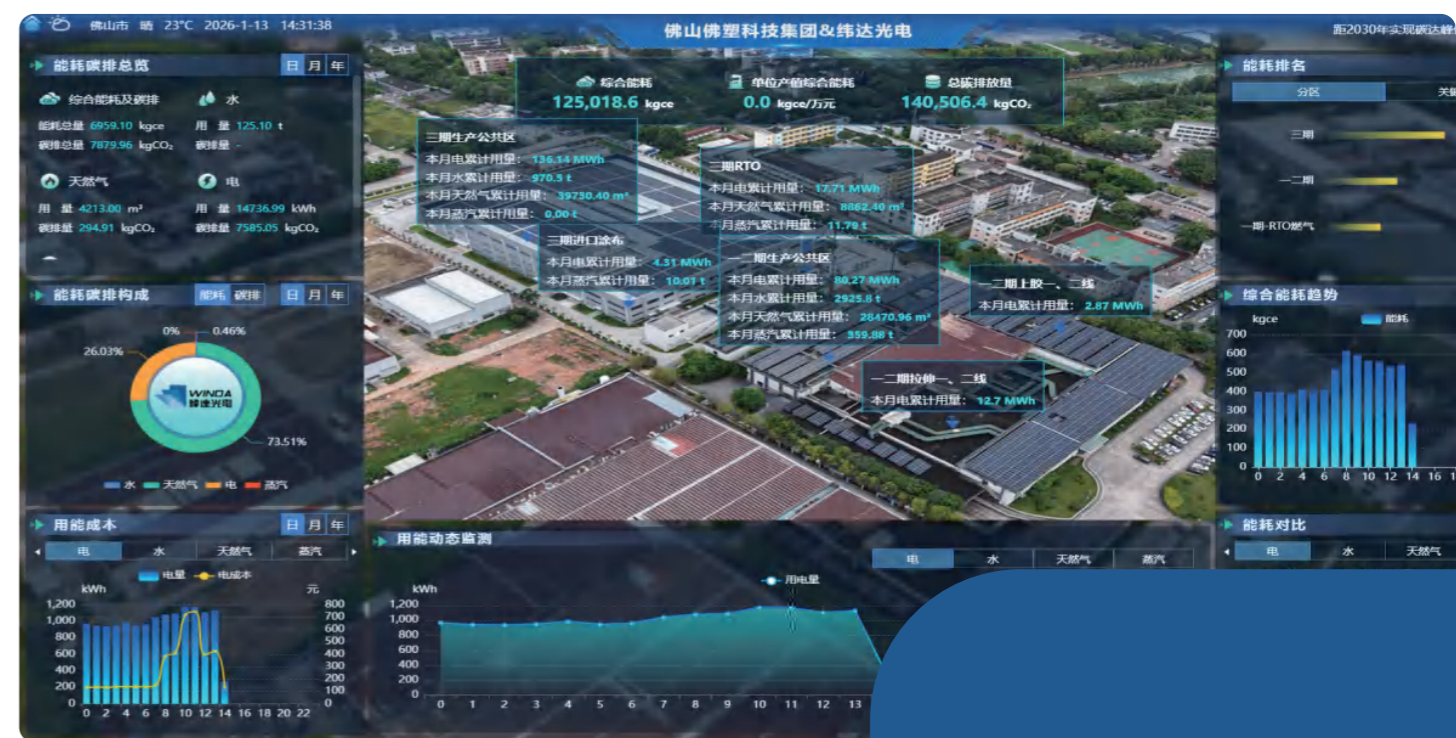 佛山市 晴 23°C 2026-1-13 14:31:38
佛山佛塑科技集团&纬达光电
距2030年实现碳达峰
能耗碳排总览 日 月 年
综合能耗及碳排 水
能耗总量 6959.10 kgce 用 量 125.10 t
碳排总量 7879.96 kgCO₂ 碳排量 -
天然气 电
用 量 4213.00 m³ 用 量 14736.99 kWh
碳排量 294.91 kgCO₂ 碳排量 7585.05 kgCO₂
能耗碳排构成 能耗 碳排 日 月 年
0% 0.46%
26.03%
WINDA
纬达光电
73.51%
水 天然气 电 蒸汽
用能成本 日 月 年
电 水 天然气 蒸汽
电量 电成本
kWh 元
1,200 800
1,000 700
800 600
600 500
400 400
200 300
0 200
100
0
0 2 4 6 8 10 12 14 16 18 20 22
综合能耗 单位产值综合能耗 总碳排放量
125,018.6 kgce 0.0 kgce/万元 140,506.4 kgCO₂
三期生产公共区
本月电累计用量: 136.14 MWh
本月水累计用量: 970.5 t
本月天然气累计用量: 39730.40 m³
本月蒸汽累计用量: 0.00 t
二期RTO
本月电累计用量: 17.71 MWh
本月天然气累计用量: 8862.40 m³
月蒸汽累计用量: 11.79 t
三期进口涂布
本月电累计用量: 4.31 MWh
本月蒸汽累计用量: 10.01 t
一二期生产公共区
本月电累计用量: 80.27 MWh
本月水累计用量: 2925.8 t
本月天然气累计用量: 28470.96 m³
本月蒸汽累计用量: 359.88 t
一二期上胶一、二线
本月电累计用量: 2.87 MWh
一二期拉伸一、二线
本月电累计用量: 12.7 MWh
用能动态监测
电 水 天然气 蒸汽
用电量
kWh
1,200
1,000
800
600
400
200
0
0 1 2 3 4 5 6 7 8 9 10 11 12 13
能耗排名
分区 关键
三期
一二期
一期-RTO燃气
综合能耗趋势
kgce 能耗
700
600
500
400
300
200
100
0
0 2 4 6 8 10 12 14 16 1
能耗对比
电 水 天然气